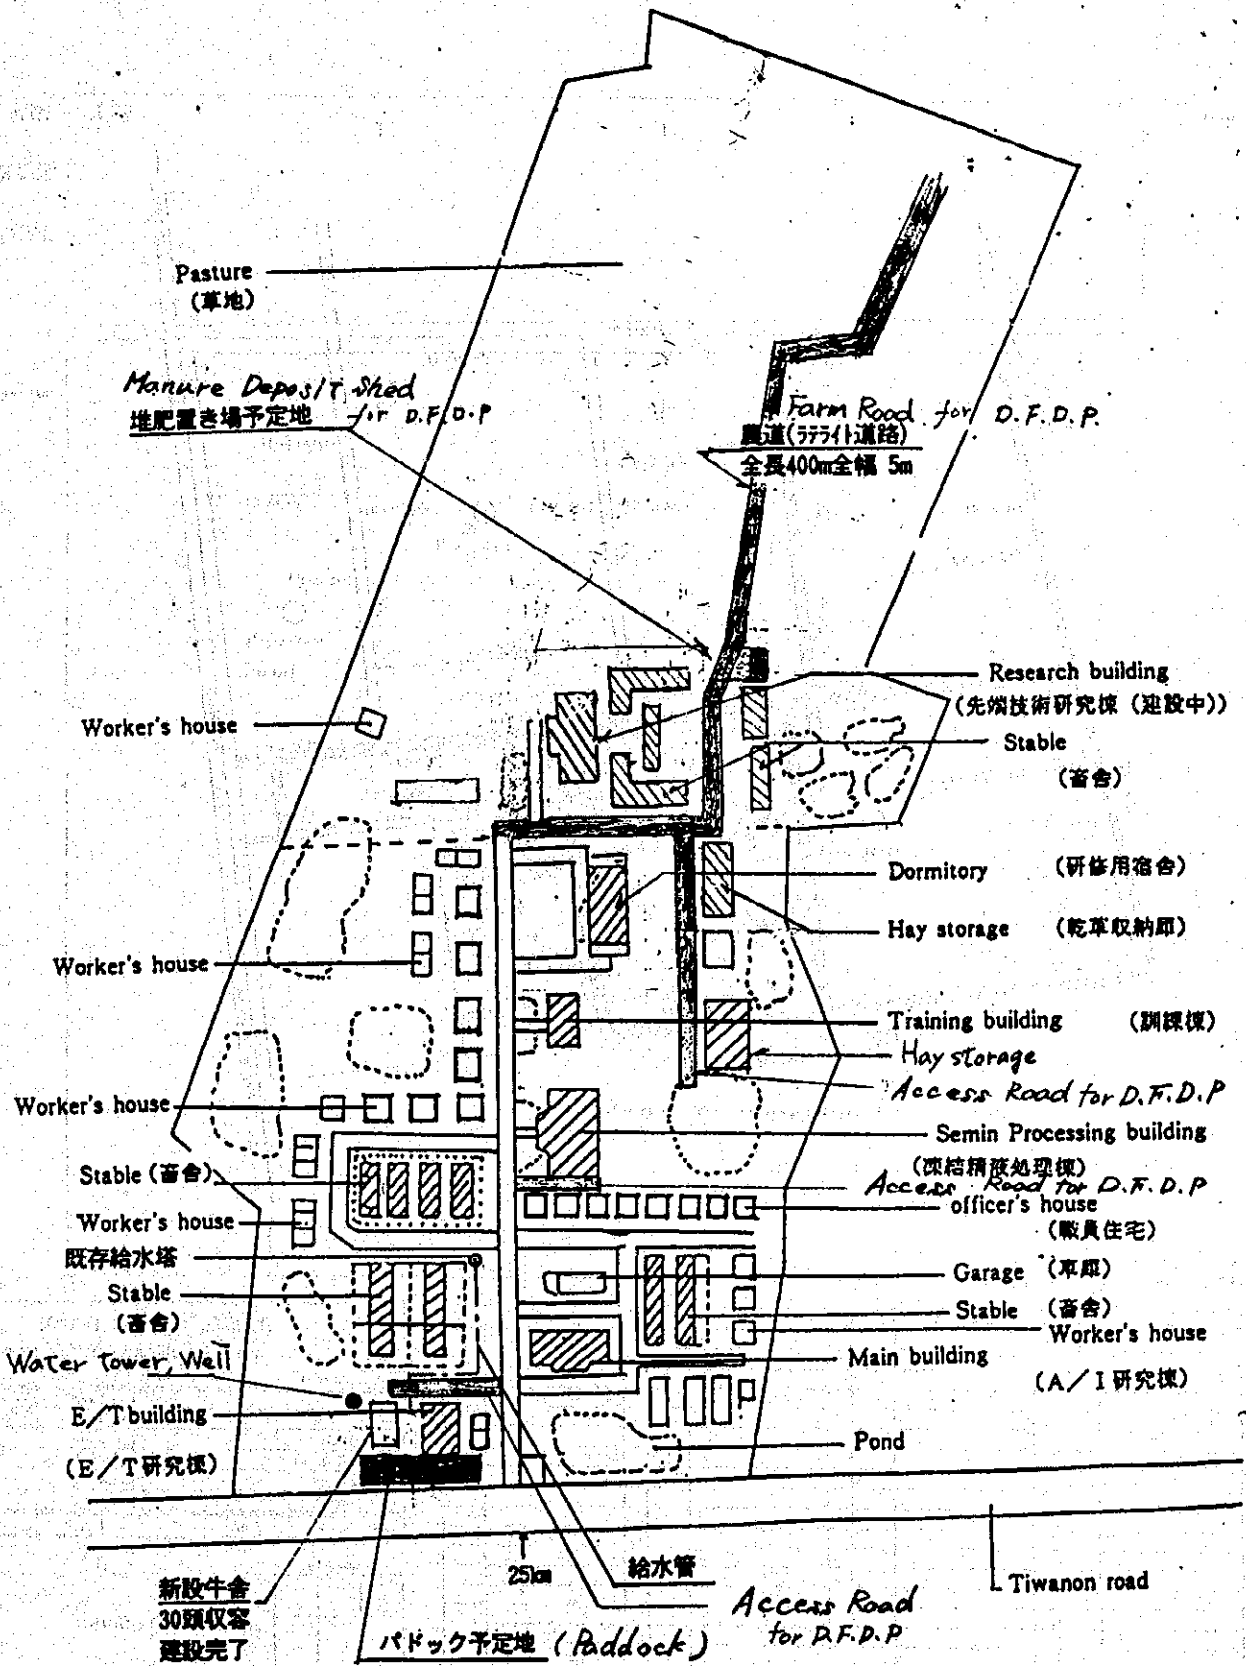 Pasture
(草地)
Manure Deposit Shed
堆肥置き場予定地 for D.F.D.P
Farm Road for D.F.D.P.
農道(ラテライト道路)
全長400m全幅 5m
Research building
(先端技術研究棟 (建設中))
Worker's house
Stable
(畜舎)
Dormitory (研修用宿舎)
Hay storage (乾草収納庫)
Worker's house
Training building (訓練棟)
Hay storage
Access Road for D.F.D.P
Worker's house
Semin Processing building
(凍結精液処理棟)
Stable (畜舎)
Access Road for D.F.D.P
officer's house
(職員住宅)
Worker's house
既存給水塔
Garage (車庫)
Stable
(畜舎)
Stable (畜舎)
Worker's house
Water Tower, Well
Main building
(A/I 研究棟)
E/T building
(E/T研究棟)
Pond
25km
給水管
Tiwanon road
新設牛舎
30頭収容
建設完了
Access Road
for D.F.D.P
パドック予定地 (Paddock)